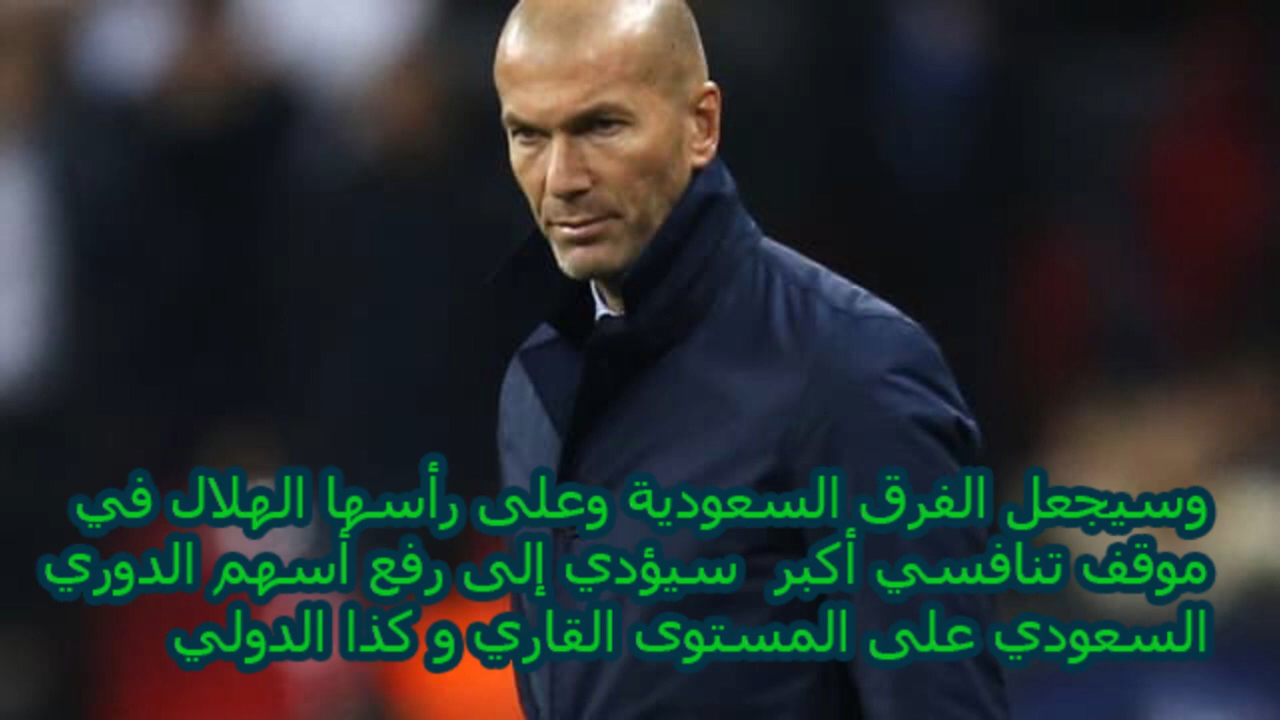 وسيجعل الفرق السعودية وعلى رأسها الهلال في
موقف تنافسي أكبر  سيؤدي إلى رفع أسهم الدوري
السعودي على المستوى القاري و كذا الدولي